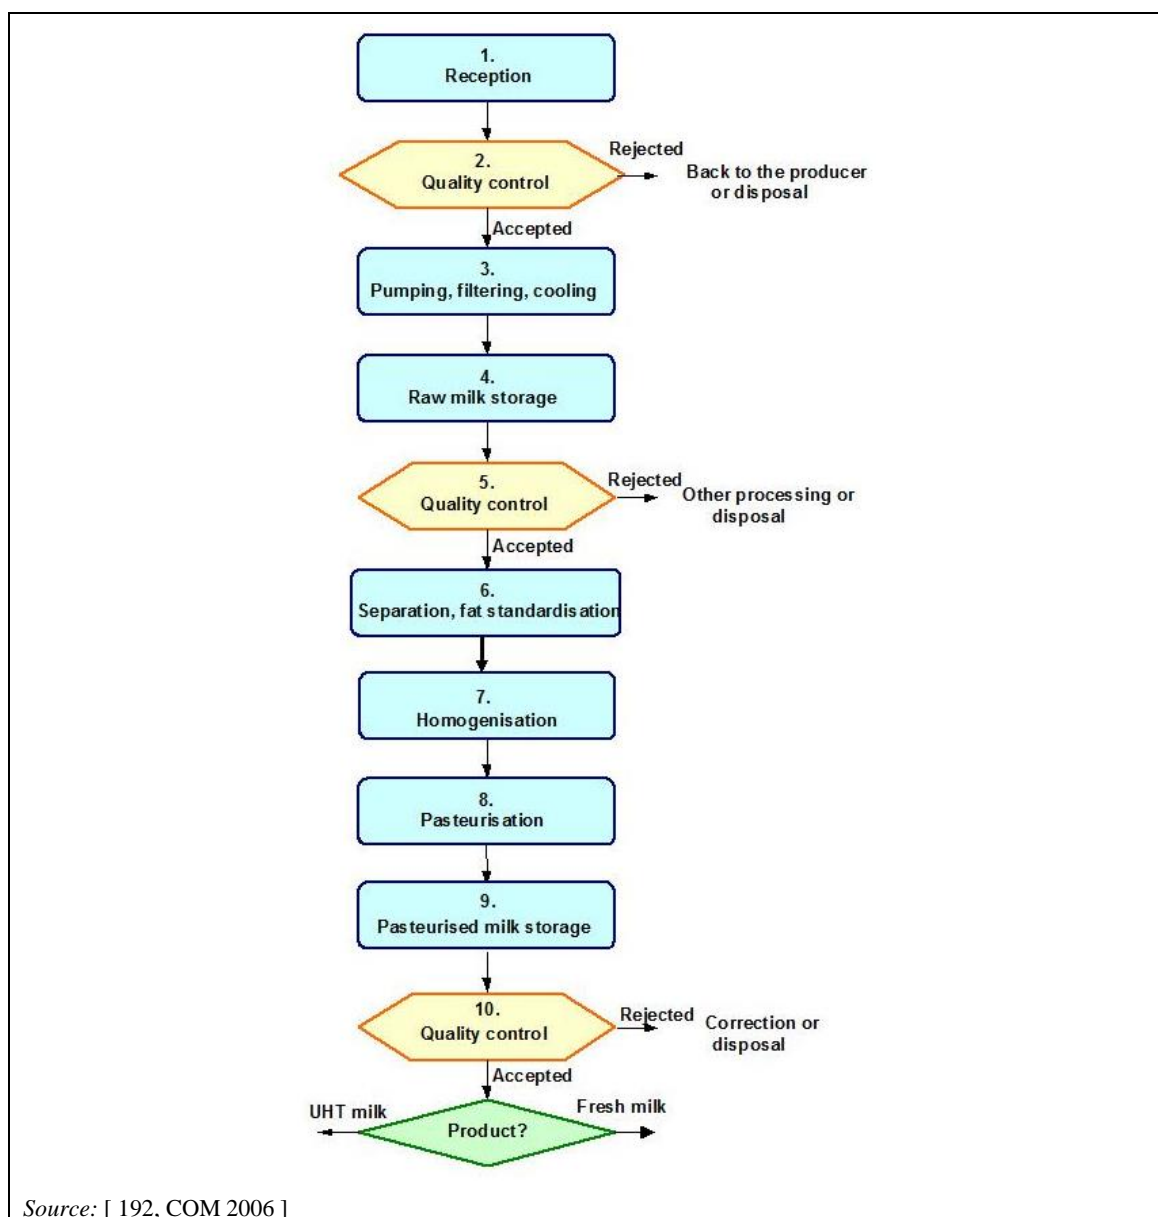 1.
Reception
2.
Quality control
Rejected
Back to the producer
or disposal
Accepted
3.
Pumping, filtering, cooling
4.
Raw milk storage
5.
Quality control
Rejected
Other processing or
disposal
Accepted
6.
Separation, fat standardisation
7.
Homogenisation
8.
Pasteurisation
9.
Pasteurised milk storage
10.
Quality control
Rejected
Correction or
disposal
Accepted
UHT milk
Product?
Fresh milk
Source: [ 192, COM 2006 ]